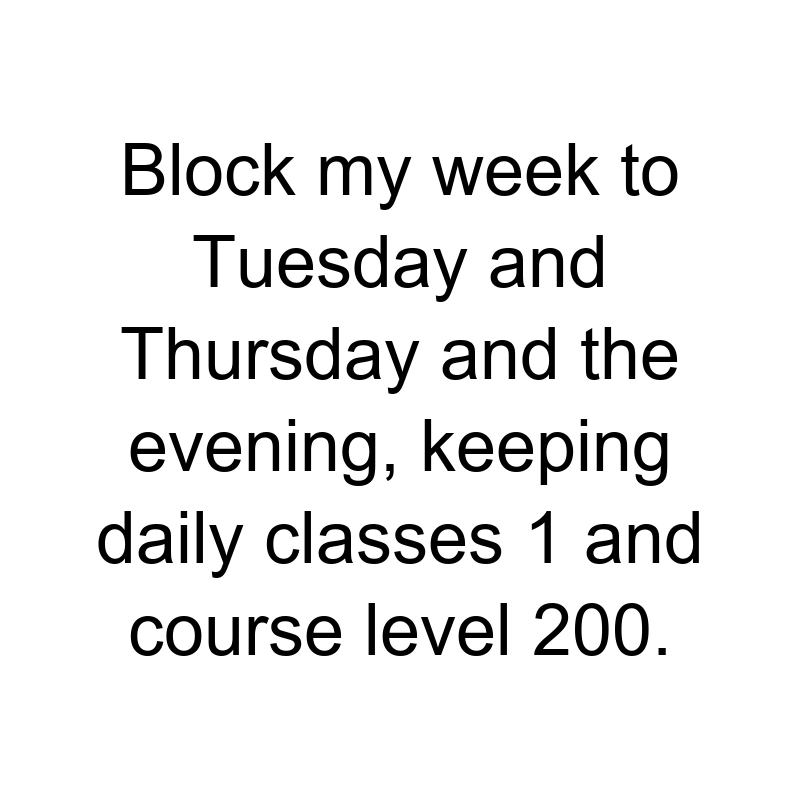 Block my week to
Tuesday and
Thursday and the
evening, keeping
daily classes 1 and
course level 200.